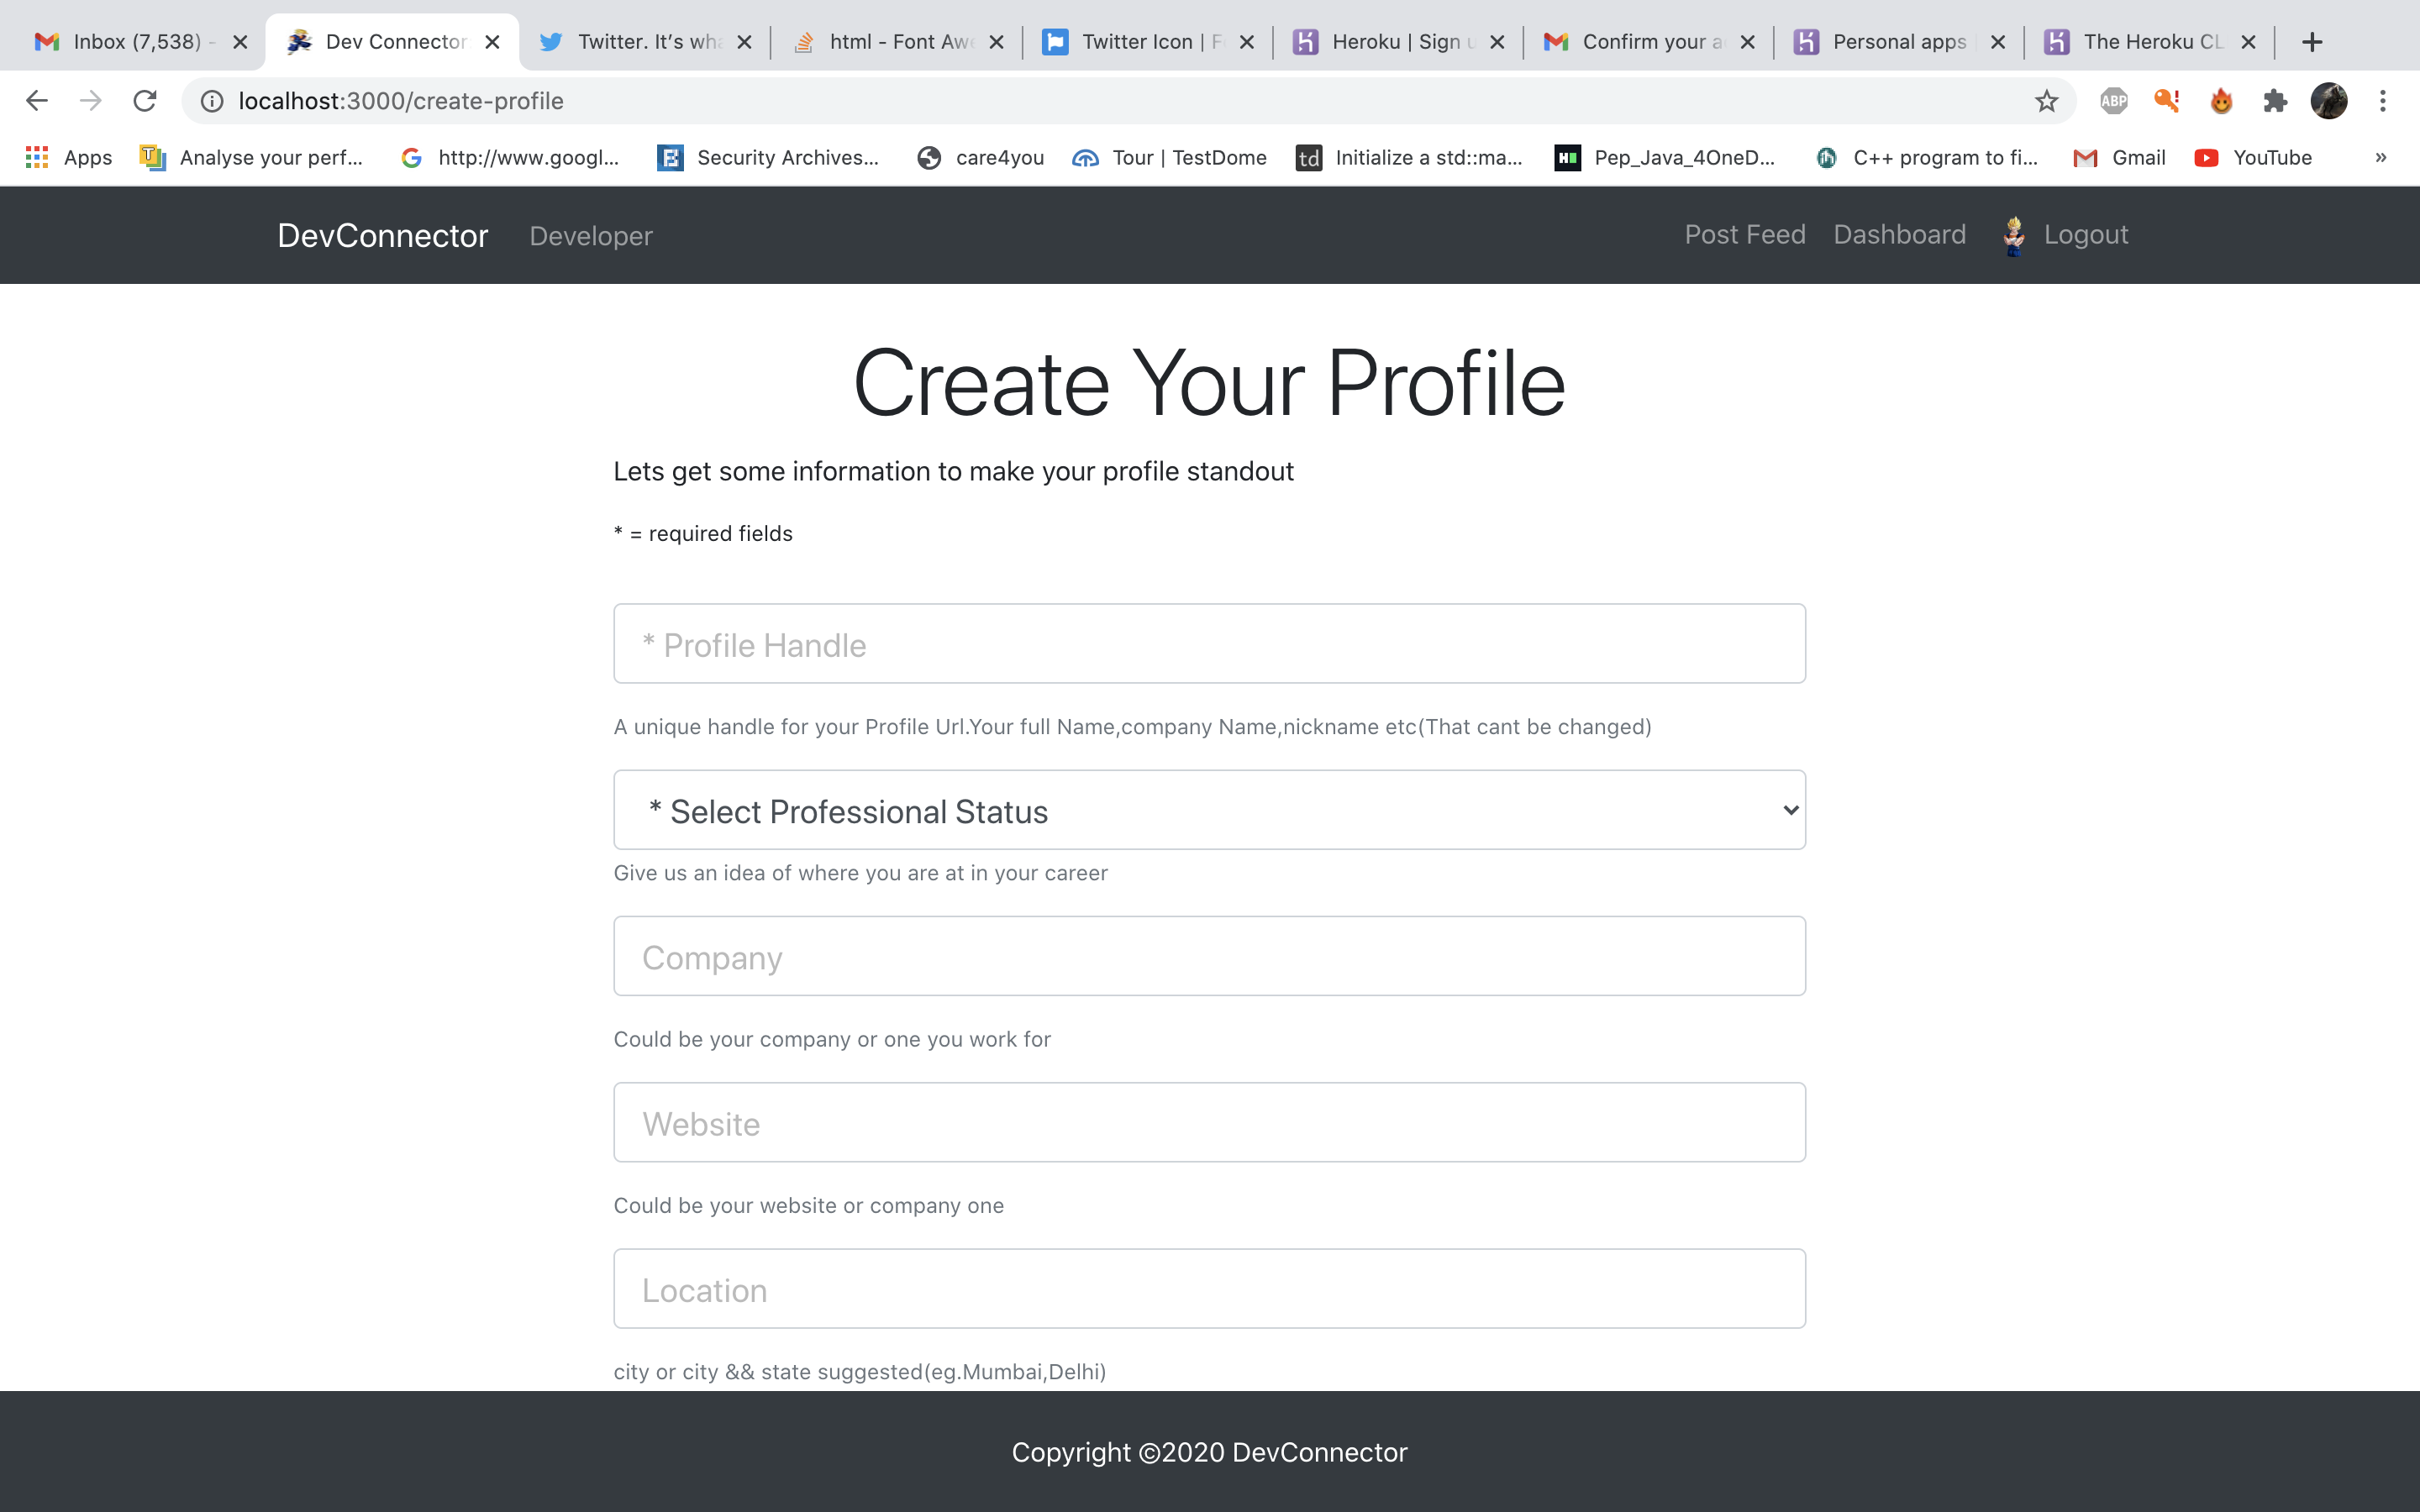 Inbox (7,538) - Dev Connector Twitter. It's wha html - Font Awe Twitter Icon | F Heroku | Sign u Confirm your a Personal apps The Heroku CL
localhost:3000/create-profile ABP
Apps Analyse your perf... http://www.googl... Security Archives... care4you Tour | TestDome td Initialize a std::ma... Pep_Java_4OneD... C++ program to fi... Gmail YouTube »
DevConnector Developer Post Feed Dashboard Logout
Create Your Profile
Lets get some information to make your profile standout
* = required fields
* Profile Handle
A unique handle for your Profile Url.Your full Name,company Name,nickname etc(That cant be changed)
* Select Professional Status
Give us an idea of where you are at in your career
Company
Could be your company or one you work for
Website
Could be your website or company one
Location
city or city && state suggested(eg.Mumbai,Delhi)
Copyright ©2020 DevConnector